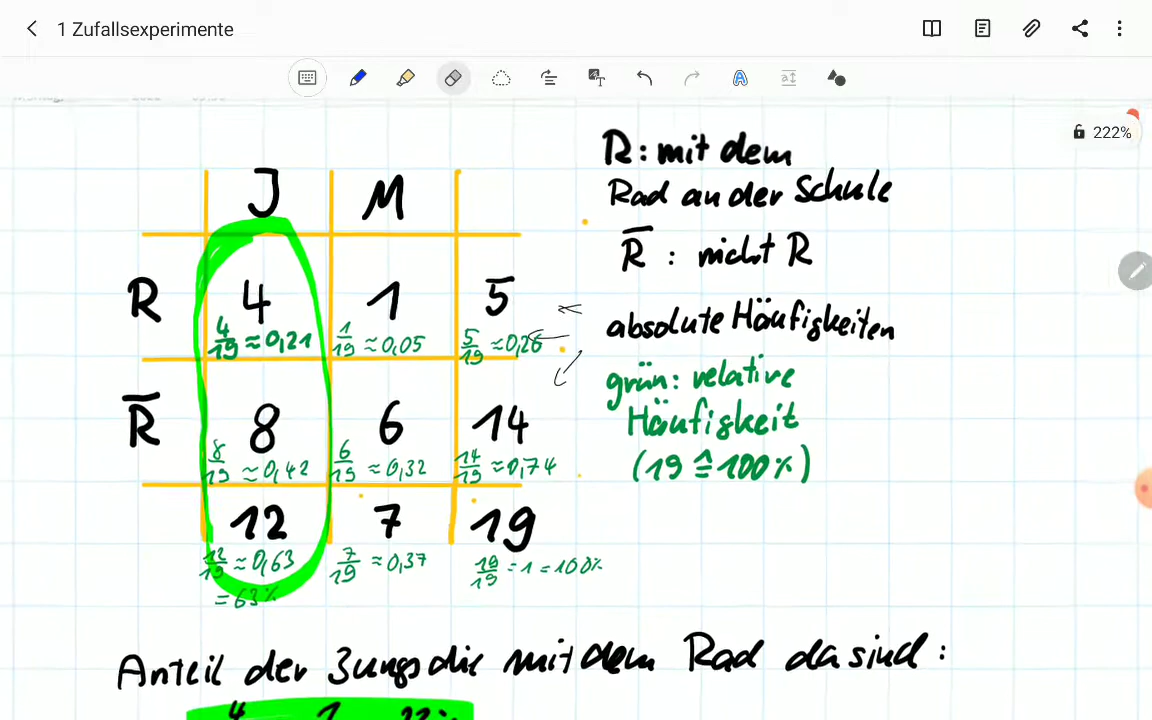 1 Zufallsexperimente
222%
J M
R 4 1 5
4/19 ≈ 0,21 1/19 ≈ 0,05 5/19 ≈ 0,26
R̅ 8 6 14
8/19 ≈ 0,42 6/19 ≈ 0,32 14/19 ≈ 0,74
12 7 19
12/19 ≈ 0,63 7/19 ≈ 0,37 19/19 = 1 = 100%
= 63%
R: mit dem
Rad an der Schule
R̅ : nicht R
absolute Häufigkeiten
grün: relative
Häufigkeit
(19 ≙ 100%)
Anteil der Jungs die mit dem Rad da sind: